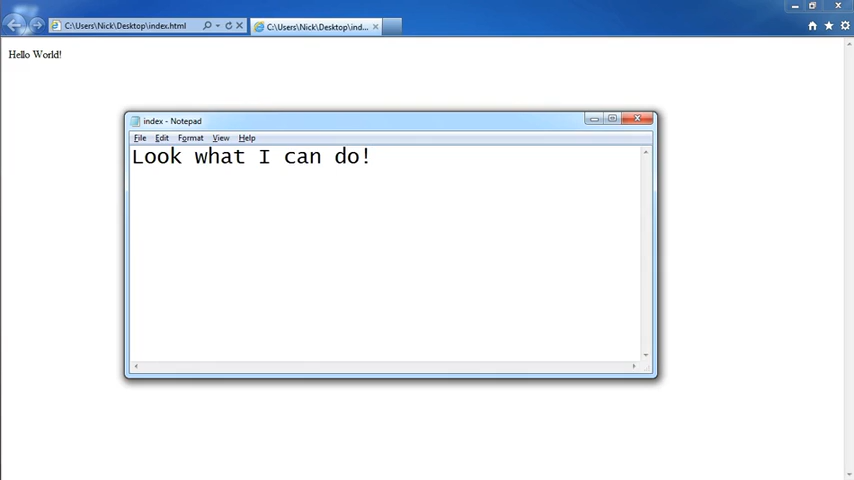 C:\Users\Nick\Desktop\index.html
C:\Users\Nick\Desktop\ind...
Hello World!
index - Notepad
File Edit Format View Help
Look what I can do!